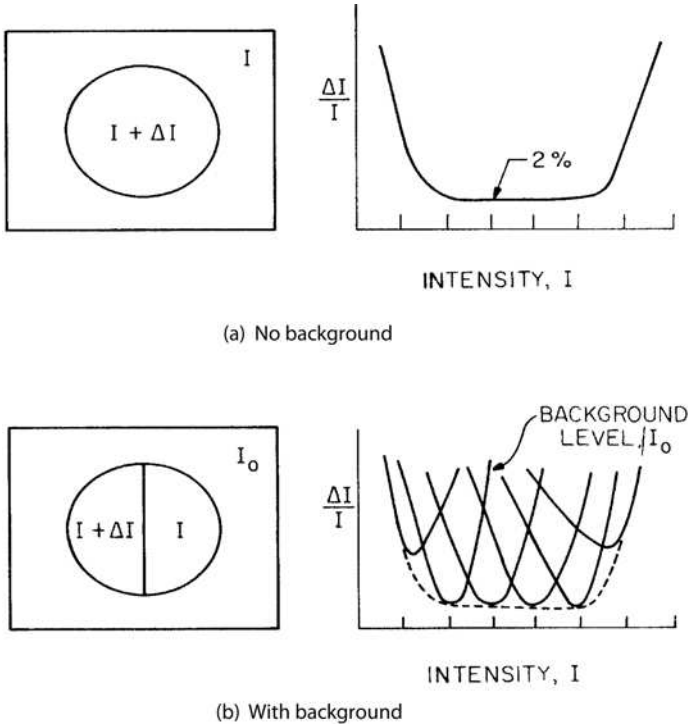 I
I + ΔI
ΔI
I
2 %
INTENSITY, I
(a) No background
I₀
I + ΔI
I
BACKGROUND
LEVEL, I₀
ΔI
I
INTENSITY, I
(b) With background